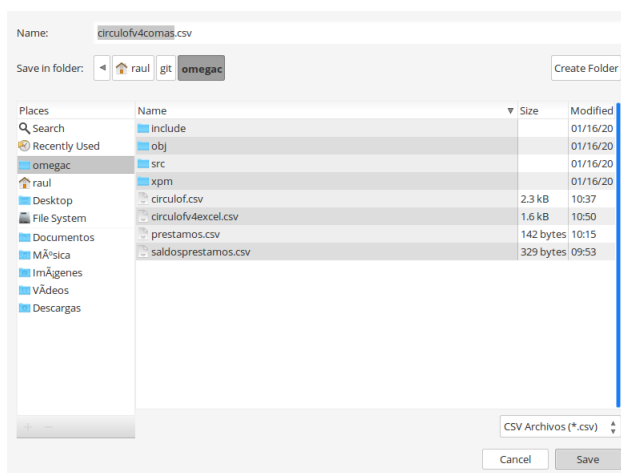 Name: circulofv4comas.csv
Save in folder: raul git omegac Create Folder
Places Name Size Modified
Search include 01/16/20
Recently Used obj 01/16/20
omegac src 01/16/20
raul xpm 01/16/20
Desktop circulof.csv 2.3 kB 10:37
File System circulofv4excel.csv 1.6 kB 10:50
Documentos prestamos.csv 142 bytes 10:15
MÃºsica saldosprestamos.csv 329 bytes 09:53
ImÃ¡genes
VÃ­deos
Descargas
CSV Archivos (*.csv)
Cancel Save